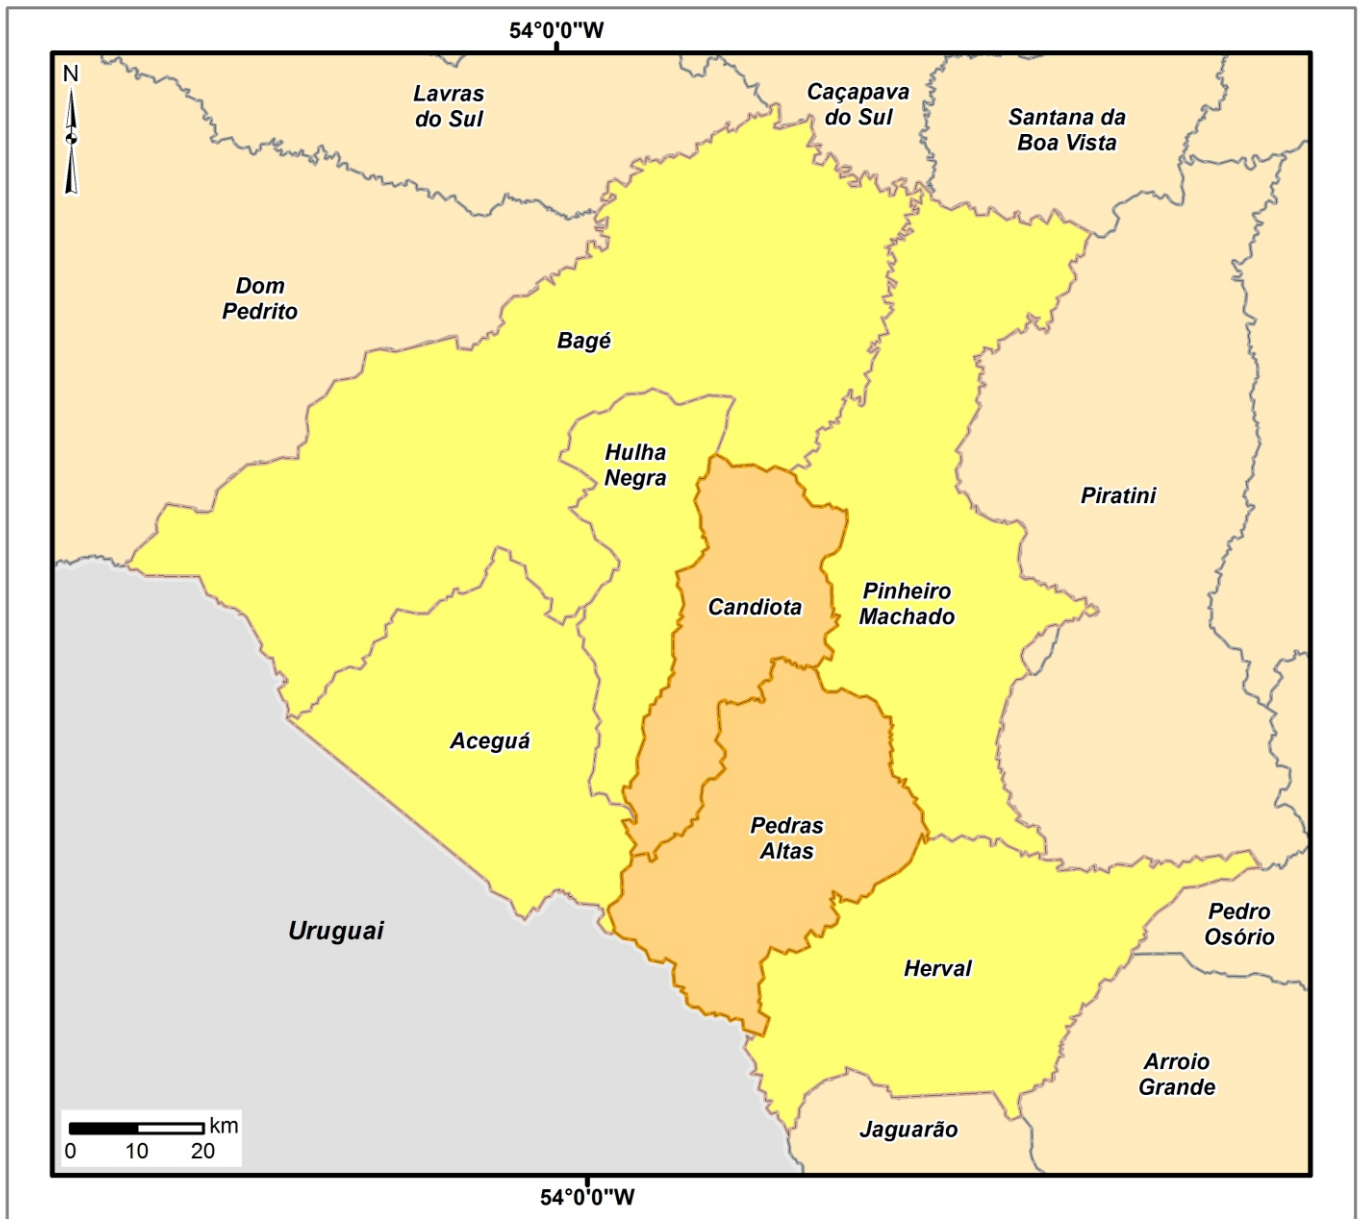 54°0'0"W
N
Lavras
do Sul
Caçapava
do Sul
Santana da
Boa Vista
Dom
Pedrito
Bagé
Hulha
Negra
Piratini
Candiota
Pinheiro
Machado
Aceguá
Pedras
Altas
Uruguai
Pedro
Osório
Herval
Arroio
Grande
Jaguarão
km
0 10 20
54°0'0"W